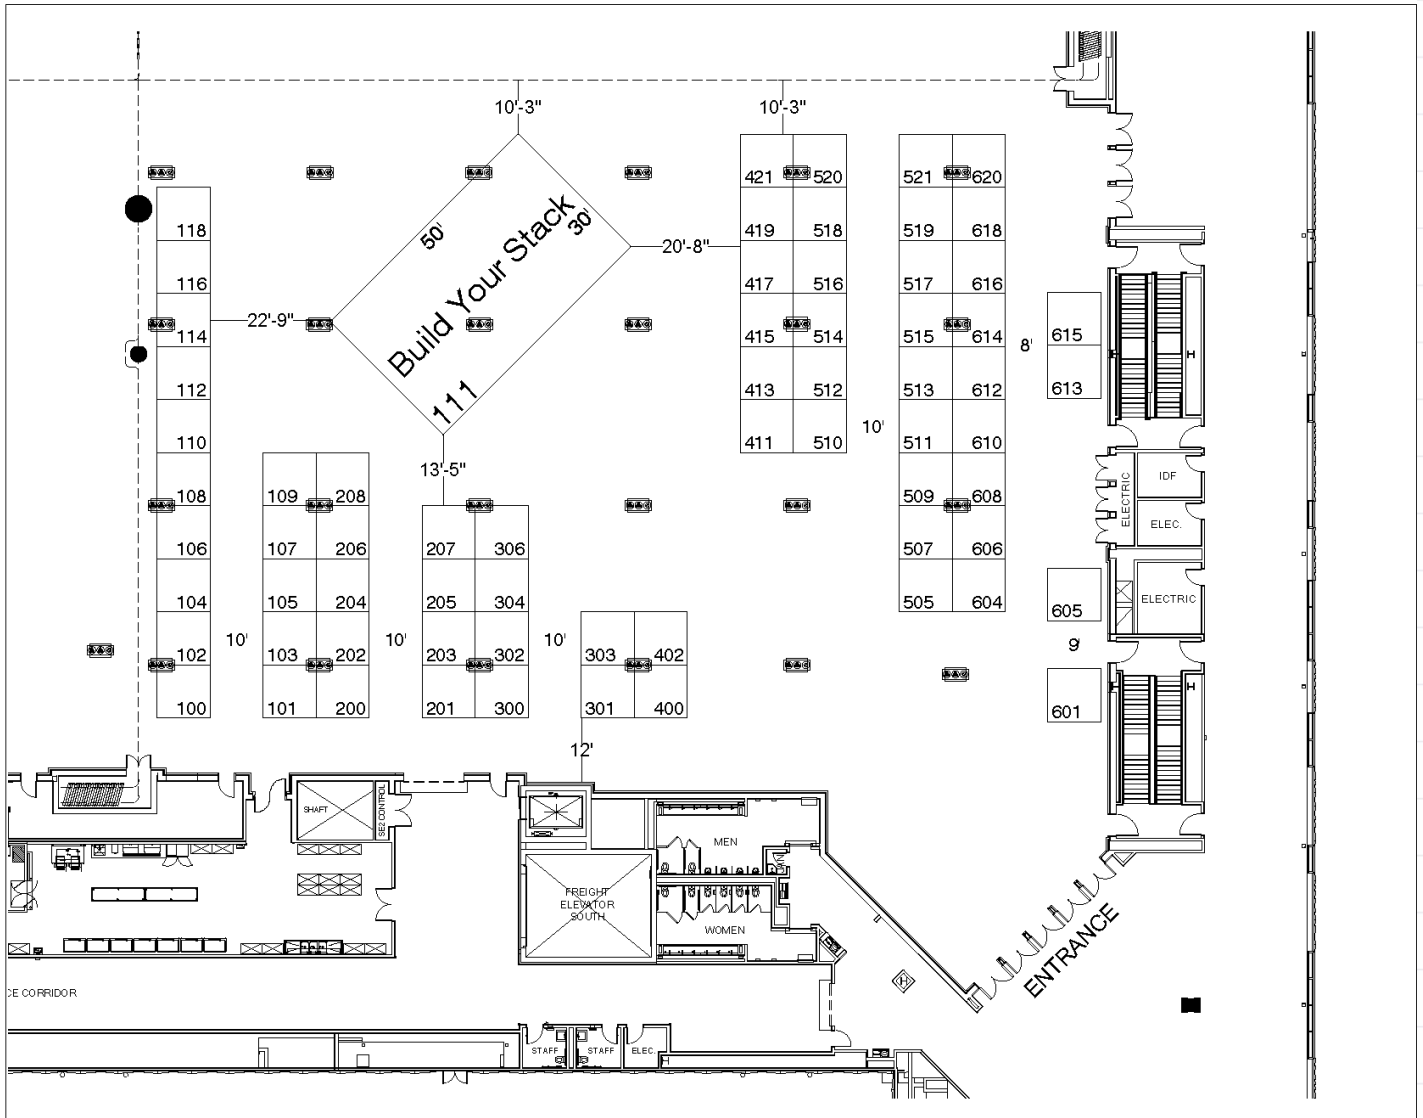 10'-3" 10'-3"
421 520 521 620
118 50' Build Your Stack 30' 419 518 519 618
20'-8"
116 417 516 517 616
22'-9"
114 415 514 515 614 8' 615
112 413 512 513 612 613
111
110 411 510 10' 511 610
13'-5"
108 109 208 509 608 ELECTRIC IDF
ELEC.
106 107 206 207 306 507 606
104 105 204 205 304 505 604 605 ELECTRIC
10' 10' 10' 9'
102 103 202 203 302 303 402
100 101 200 201 300 301 400 601
12'
SHAFT SE2 CONTROL
MEN
FREIGHT
ELEVATOR
SOUTH
WOMEN
ENTRANCE
CE CORRIDOR
STAFF STAFF ELEC.